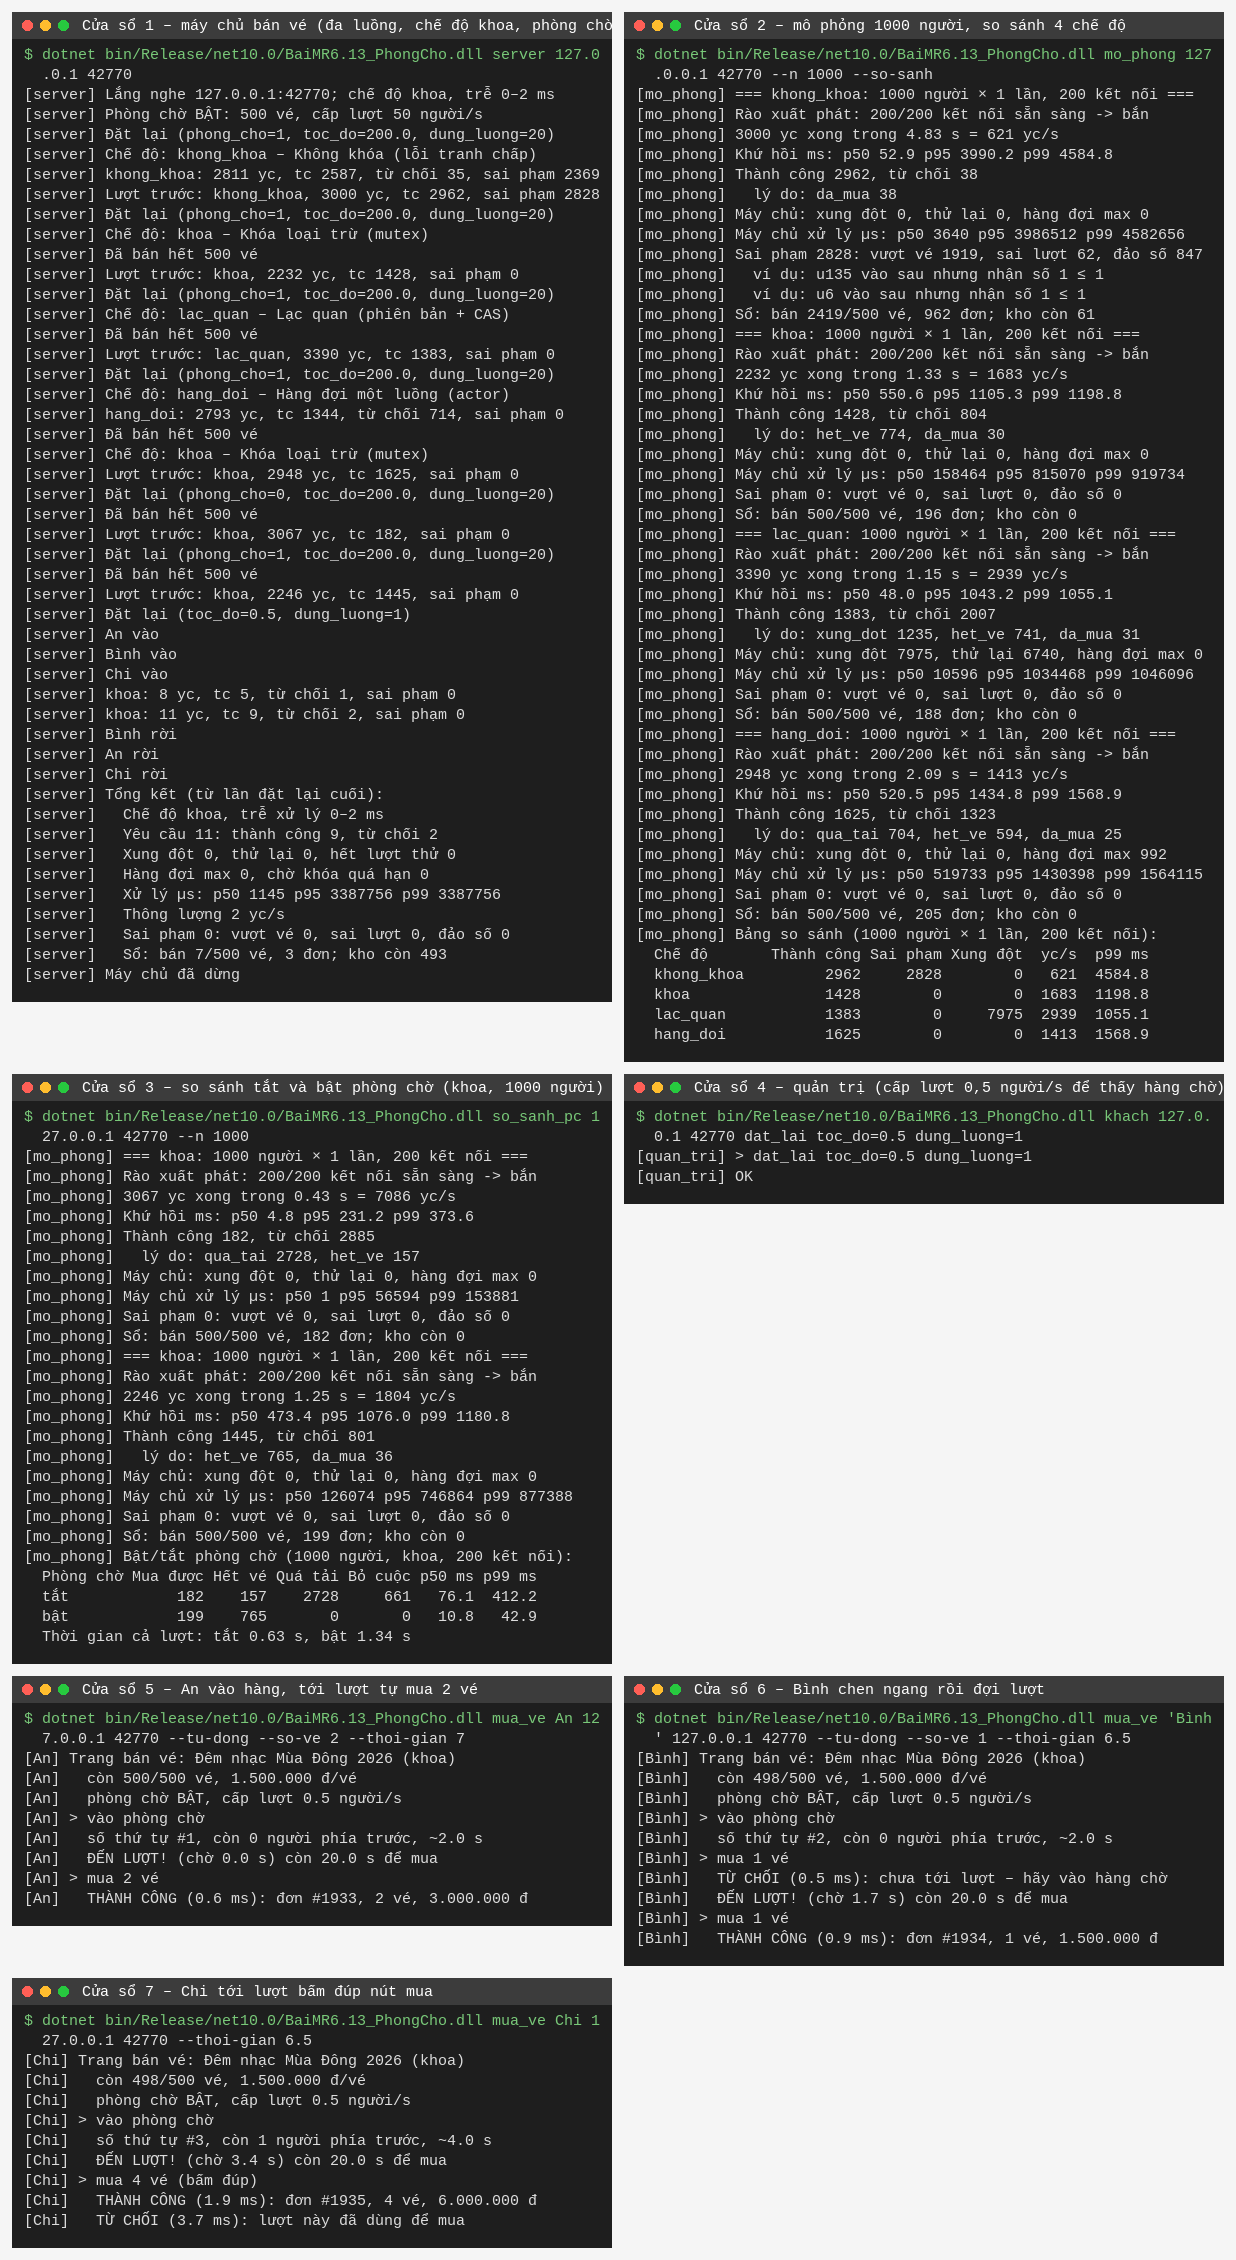 Cửa sổ 1 – máy chủ bán vé (đa luồng, chế độ khoa, phòng chờ
$ dotnet bin/Release/net10.0/BaiMR6.13_PhongCho.dll server 127.0
.0.1 42770
[server] Lắng nghe 127.0.0.1:42770; chế độ khoa, trễ 0–2 ms
[server] Phòng chờ BẬT: 500 vé, cấp lượt 50 người/s
[server] Đặt lại (phong_cho=1, toc_do=200.0, dung_luong=20)
[server] Chế độ: khong_khoa – Không khóa (lỗi tranh chấp)
[server] khong_khoa: 2811 yc, tc 2587, từ chối 35, sai phạm 2369
[server] Lượt trước: khong_khoa, 3000 yc, tc 2962, sai phạm 2828
[server] Đặt lại (phong_cho=1, toc_do=200.0, dung_luong=20)
[server] Chế độ: khoa – Khóa loại trừ (mutex)
[server] Đã bán hết 500 vé
[server] Lượt trước: khoa, 2232 yc, tc 1428, sai phạm 0
[server] Đặt lại (phong_cho=1, toc_do=200.0, dung_luong=20)
[server] Chế độ: lac_quan – Lạc quan (phiên bản + CAS)
[server] Đã bán hết 500 vé
[server] Lượt trước: lac_quan, 3390 yc, tc 1383, sai phạm 0
[server] Đặt lại (phong_cho=1, toc_do=200.0, dung_luong=20)
[server] Chế độ: hang_doi – Hàng đợi một luồng (actor)
[server] hang_doi: 2793 yc, tc 1344, từ chối 714, sai phạm 0
[server] Đã bán hết 500 vé
[server] Chế độ: khoa – Khóa loại trừ (mutex)
[server] Lượt trước: khoa, 2948 yc, tc 1625, sai phạm 0
[server] Đặt lại (phong_cho=0, toc_do=200.0, dung_luong=20)
[server] Đã bán hết 500 vé
[server] Lượt trước: khoa, 3067 yc, tc 182, sai phạm 0
[server] Đặt lại (phong_cho=1, toc_do=200.0, dung_luong=20)
[server] Đã bán hết 500 vé
[server] Lượt trước: khoa, 2246 yc, tc 1445, sai phạm 0
[server] Đặt lại (toc_do=0.5, dung_luong=1)
[server] An vào
[server] Bình vào
[server] Chi vào
[server] khoa: 8 yc, tc 5, từ chối 1, sai phạm 0
[server] khoa: 11 yc, tc 9, từ chối 2, sai phạm 0
[server] Bình rời
[server] An rời
[server] Chi rời
[server] Tổng kết (từ lần đặt lại cuối):
[server]   Chế độ khoa, trễ xử lý 0–2 ms
[server]   Yêu cầu 11: thành công 9, từ chối 2
[server]   Xung đột 0, thử lại 0, hết lượt thử 0
[server]   Hàng đợi max 0, chờ khóa quá hạn 0
[server]   Xử lý µs: p50 1145 p95 3387756 p99 3387756
[server]   Thông lượng 2 yc/s
[server]   Sai phạm 0: vượt vé 0, sai lượt 0, đảo số 0
[server]   Sổ: bán 7/500 vé, 3 đơn; kho còn 493
[server] Máy chủ đã dừng
Cửa sổ 2 – mô phỏng 1000 người, so sánh 4 chế độ
$ dotnet bin/Release/net10.0/BaiMR6.13_PhongCho.dll mo_phong 127
.0.0.1 42770 --n 1000 --so-sanh
[mo_phong] === khong_khoa: 1000 người × 1 lần, 200 kết nối ===
[mo_phong] Rào xuất phát: 200/200 kết nối sẵn sàng -> bắn
[mo_phong] 3000 yc xong trong 4.83 s = 621 yc/s
[mo_phong] Khứ hồi ms: p50 52.9 p95 3990.2 p99 4584.8
[mo_phong] Thành công 2962, từ chối 38
[mo_phong]   lý do: da_mua 38
[mo_phong] Máy chủ: xung đột 0, thử lại 0, hàng đợi max 0
[mo_phong] Máy chủ xử lý µs: p50 3640 p95 3986512 p99 4582656
[mo_phong] Sai phạm 2828: vượt vé 1919, sai lượt 62, đảo số 847
[mo_phong]   ví dụ: u135 vào sau nhưng nhận số 1 ≤ 1
[mo_phong]   ví dụ: u6 vào sau nhưng nhận số 1 ≤ 1
[mo_phong] Sổ: bán 2419/500 vé, 962 đơn; kho còn 61
[mo_phong] === khoa: 1000 người × 1 lần, 200 kết nối ===
[mo_phong] Rào xuất phát: 200/200 kết nối sẵn sàng -> bắn
[mo_phong] 2232 yc xong trong 1.33 s = 1683 yc/s
[mo_phong] Khứ hồi ms: p50 550.6 p95 1105.3 p99 1198.8
[mo_phong] Thành công 1428, từ chối 804
[mo_phong]   lý do: het_ve 774, da_mua 30
[mo_phong] Máy chủ: xung đột 0, thử lại 0, hàng đợi max 0
[mo_phong] Máy chủ xử lý µs: p50 158464 p95 815070 p99 919734
[mo_phong] Sai phạm 0: vượt vé 0, sai lượt 0, đảo số 0
[mo_phong] Sổ: bán 500/500 vé, 196 đơn; kho còn 0
[mo_phong] === lac_quan: 1000 người × 1 lần, 200 kết nối ===
[mo_phong] Rào xuất phát: 200/200 kết nối sẵn sàng -> bắn
[mo_phong] 3390 yc xong trong 1.15 s = 2939 yc/s
[mo_phong] Khứ hồi ms: p50 48.0 p95 1043.2 p99 1055.1
[mo_phong] Thành công 1383, từ chối 2007
[mo_phong]   lý do: xung_dot 1235, het_ve 741, da_mua 31
[mo_phong] Máy chủ: xung đột 7975, thử lại 6740, hàng đợi max 0
[mo_phong] Máy chủ xử lý µs: p50 10596 p95 1034468 p99 1046096
[mo_phong] Sai phạm 0: vượt vé 0, sai lượt 0, đảo số 0
[mo_phong] Sổ: bán 500/500 vé, 188 đơn; kho còn 0
[mo_phong] === hang_doi: 1000 người × 1 lần, 200 kết nối ===
[mo_phong] Rào xuất phát: 200/200 kết nối sẵn sàng -> bắn
[mo_phong] 2948 yc xong trong 2.09 s = 1413 yc/s
[mo_phong] Khứ hồi ms: p50 520.5 p95 1434.8 p99 1568.9
[mo_phong] Thành công 1625, từ chối 1323
[mo_phong]   lý do: qua_tai 704, het_ve 594, da_mua 25
[mo_phong] Máy chủ: xung đột 0, thử lại 0, hàng đợi max 992
[mo_phong] Máy chủ xử lý µs: p50 519733 p95 1430398 p99 1564115
[mo_phong] Sai phạm 0: vượt vé 0, sai lượt 0, đảo số 0
[mo_phong] Sổ: bán 500/500 vé, 205 đơn; kho còn 0
[mo_phong] Bảng so sánh (1000 người × 1 lần, 200 kết nối):
Chế độ       Thành công Sai phạm Xung đột  yc/s  p99 ms
khong_khoa         2962     2828        0   621  4584.8
khoa               1428        0        0  1683  1198.8
lac_quan           1383        0     7975  2939  1055.1
hang_doi           1625        0        0  1413  1568.9
Cửa sổ 3 – so sánh tắt và bật phòng chờ (khoa, 1000 người)
$ dotnet bin/Release/net10.0/BaiMR6.13_PhongCho.dll so_sanh_pc 1
27.0.0.1 42770 --n 1000
[mo_phong] === khoa: 1000 người × 1 lần, 200 kết nối ===
[mo_phong] Rào xuất phát: 200/200 kết nối sẵn sàng -> bắn
[mo_phong] 3067 yc xong trong 0.43 s = 7086 yc/s
[mo_phong] Khứ hồi ms: p50 4.8 p95 231.2 p99 373.6
[mo_phong] Thành công 182, từ chối 2885
[mo_phong]   lý do: qua_tai 2728, het_ve 157
[mo_phong] Máy chủ: xung đột 0, thử lại 0, hàng đợi max 0
[mo_phong] Máy chủ xử lý µs: p50 1 p95 56594 p99 153881
[mo_phong] Sai phạm 0: vượt vé 0, sai lượt 0, đảo số 0
[mo_phong] Sổ: bán 500/500 vé, 182 đơn; kho còn 0
[mo_phong] === khoa: 1000 người × 1 lần, 200 kết nối ===
[mo_phong] Rào xuất phát: 200/200 kết nối sẵn sàng -> bắn
[mo_phong] 2246 yc xong trong 1.25 s = 1804 yc/s
[mo_phong] Khứ hồi ms: p50 473.4 p95 1076.0 p99 1180.8
[mo_phong] Thành công 1445, từ chối 801
[mo_phong]   lý do: het_ve 765, da_mua 36
[mo_phong] Máy chủ: xung đột 0, thử lại 0, hàng đợi max 0
[mo_phong] Máy chủ xử lý µs: p50 126074 p95 746864 p99 877388
[mo_phong] Sai phạm 0: vượt vé 0, sai lượt 0, đảo số 0
[mo_phong] Sổ: bán 500/500 vé, 199 đơn; kho còn 0
[mo_phong] Bật/tắt phòng chờ (1000 người, khoa, 200 kết nối):
Phòng chờ Mua được Hết vé Quá tải Bỏ cuộc p50 ms p99 ms
tắt            182    157    2728     661   76.1  412.2
bật            199    765       0       0   10.8   42.9
Thời gian cả lượt: tắt 0.63 s, bật 1.34 s
Cửa sổ 4 – quản trị (cấp lượt 0,5 người/s để thấy hàng chờ)
$ dotnet bin/Release/net10.0/BaiMR6.13_PhongCho.dll khach 127.0.
0.1 42770 dat_lai toc_do=0.5 dung_luong=1
[quan_tri] > dat_lai toc_do=0.5 dung_luong=1
[quan_tri] OK
Cửa sổ 5 – An vào hàng, tới lượt tự mua 2 vé
$ dotnet bin/Release/net10.0/BaiMR6.13_PhongCho.dll mua_ve An 12
7.0.0.1 42770 --tu-dong --so-ve 2 --thoi-gian 7
[An] Trang bán vé: Đêm nhạc Mùa Đông 2026 (khoa)
[An]   còn 500/500 vé, 1.500.000 đ/vé
[An]   phòng chờ BẬT, cấp lượt 0.5 người/s
[An] > vào phòng chờ
[An]   số thứ tự #1, còn 0 người phía trước, ~2.0 s
[An]   ĐẾN LƯỢT! (chờ 0.0 s) còn 20.0 s để mua
[An] > mua 2 vé
[An]   THÀNH CÔNG (0.6 ms): đơn #1933, 2 vé, 3.000.000 đ
Cửa sổ 6 – Bình chen ngang rồi đợi lượt
$ dotnet bin/Release/net10.0/BaiMR6.13_PhongCho.dll mua_ve 'Bình
' 127.0.0.1 42770 --tu-dong --so-ve 1 --thoi-gian 6.5
[Bình] Trang bán vé: Đêm nhạc Mùa Đông 2026 (khoa)
[Bình]   còn 498/500 vé, 1.500.000 đ/vé
[Bình]   phòng chờ BẬT, cấp lượt 0.5 người/s
[Bình] > vào phòng chờ
[Bình]   số thứ tự #2, còn 0 người phía trước, ~2.0 s
[Bình] > mua 1 vé
[Bình]   TỪ CHỐI (0.5 ms): chưa tới lượt – hãy vào hàng chờ
[Bình]   ĐẾN LƯỢT! (chờ 1.7 s) còn 20.0 s để mua
[Bình] > mua 1 vé
[Bình]   THÀNH CÔNG (0.9 ms): đơn #1934, 1 vé, 1.500.000 đ
Cửa sổ 7 – Chi tới lượt bấm đúp nút mua
$ dotnet bin/Release/net10.0/BaiMR6.13_PhongCho.dll mua_ve Chi 1
27.0.0.1 42770 --thoi-gian 6.5
[Chi] Trang bán vé: Đêm nhạc Mùa Đông 2026 (khoa)
[Chi]   còn 498/500 vé, 1.500.000 đ/vé
[Chi]   phòng chờ BẬT, cấp lượt 0.5 người/s
[Chi] > vào phòng chờ
[Chi]   số thứ tự #3, còn 1 người phía trước, ~4.0 s
[Chi]   ĐẾN LƯỢT! (chờ 3.4 s) còn 20.0 s để mua
[Chi] > mua 4 vé (bấm đúp)
[Chi]   THÀNH CÔNG (1.9 ms): đơn #1935, 4 vé, 6.000.000 đ
[Chi]   TỪ CHỐI (3.7 ms): lượt này đã dùng để mua